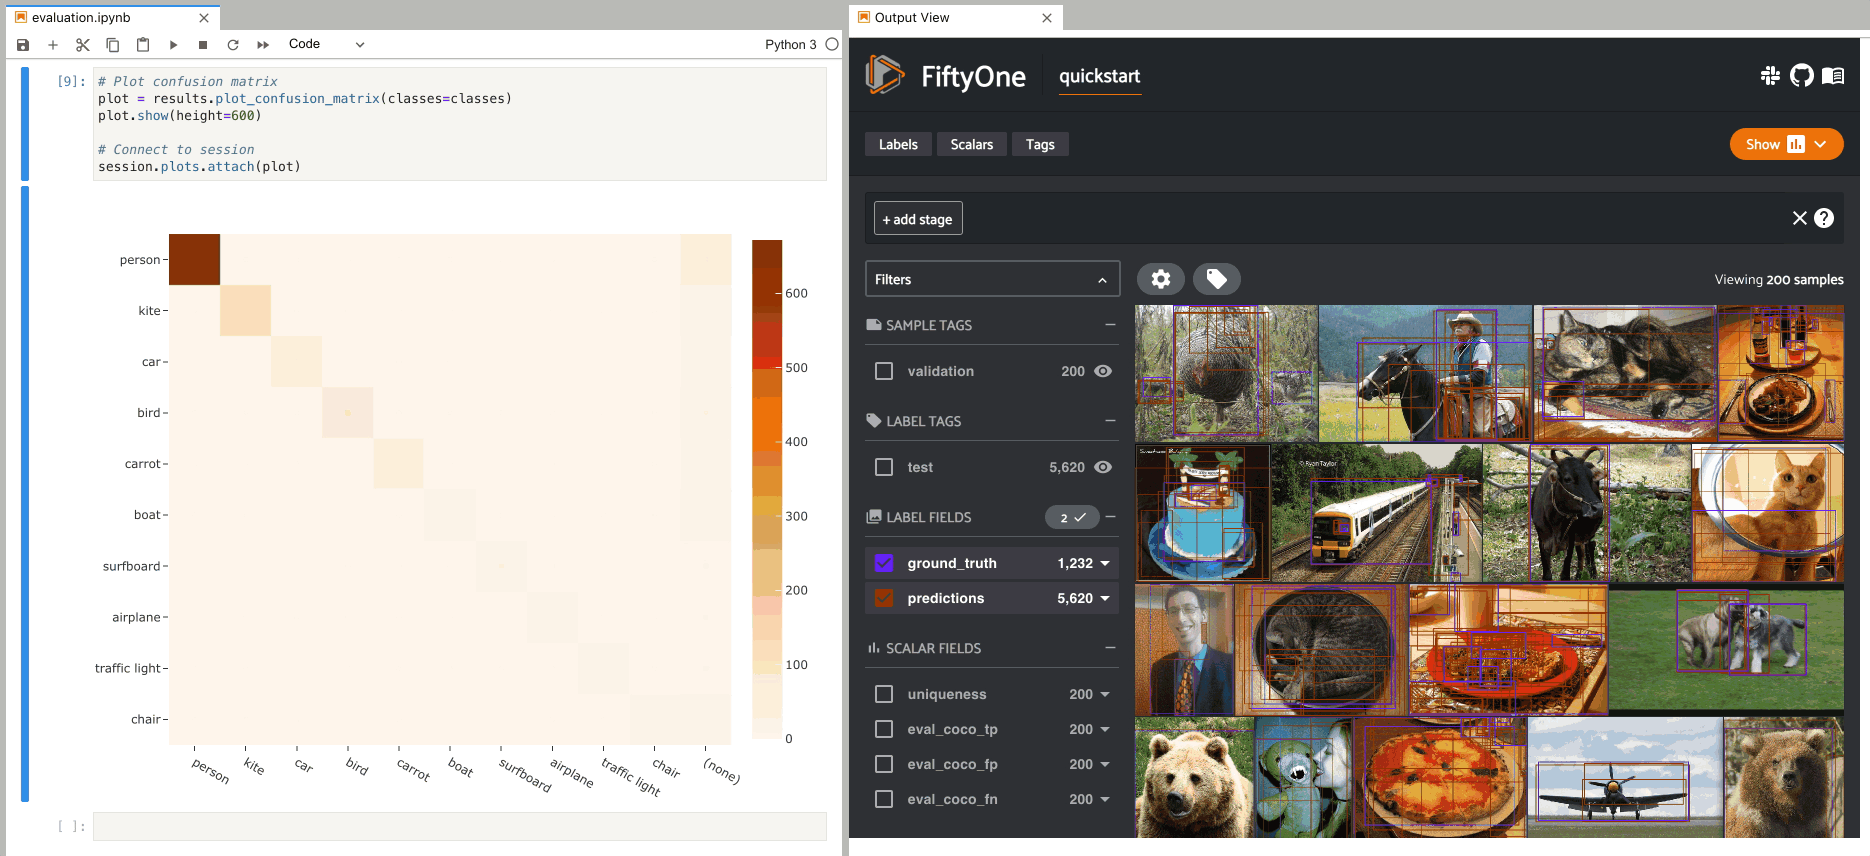 evaluation.ipynb
Code
Python 3
[9]:
# Plot confusion matrix
plot = results.plot_confusion_matrix(classes=classes)
plot.show(height=600)
# Connect to session
session.plots.attach(plot)
person
kite
car
bird
carrot
boat
surfboard
airplane
traffic light
chair
person
kite
car
bird
carrot
boat
surfboard
airplane
traffic light
chair
(none)
600
500
400
300
200
100
0
[ ]:
Output View
FiftyOne
quickstart
Labels
Scalars
Tags
Show
+ add stage
?
Filters
Viewing 200 samples
SAMPLE TAGS
validation 200
LABEL TAGS
test 5,620
LABEL FIELDS 2
ground_truth 1,232
predictions 5,620
SCALAR FIELDS
uniqueness 200
eval_coco_tp 200
eval_coco_fp 200
eval_coco_fn 200
© Ryan Taylor